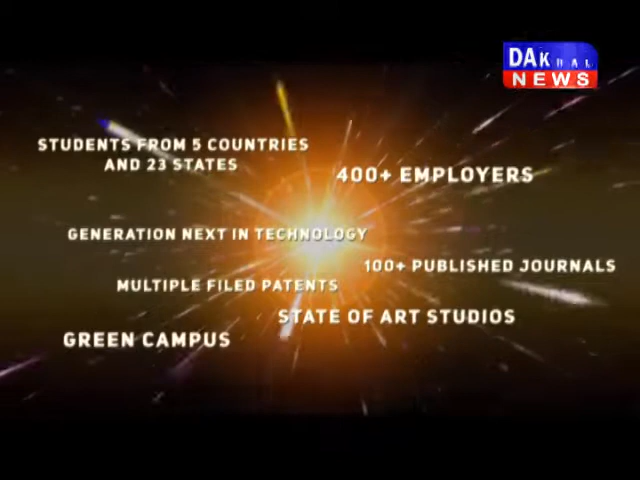 DAKHAL
NEWS
STUDENTS FROM 5 COUNTRIES
AND 23 STATES
400+ EMPLOYERS
GENERATION NEXT IN TECHNOLOGY
100+ PUBLISHED JOURNALS
MULTIPLE FILED PATENTS
STATE OF ART STUDIOS
GREEN CAMPUS